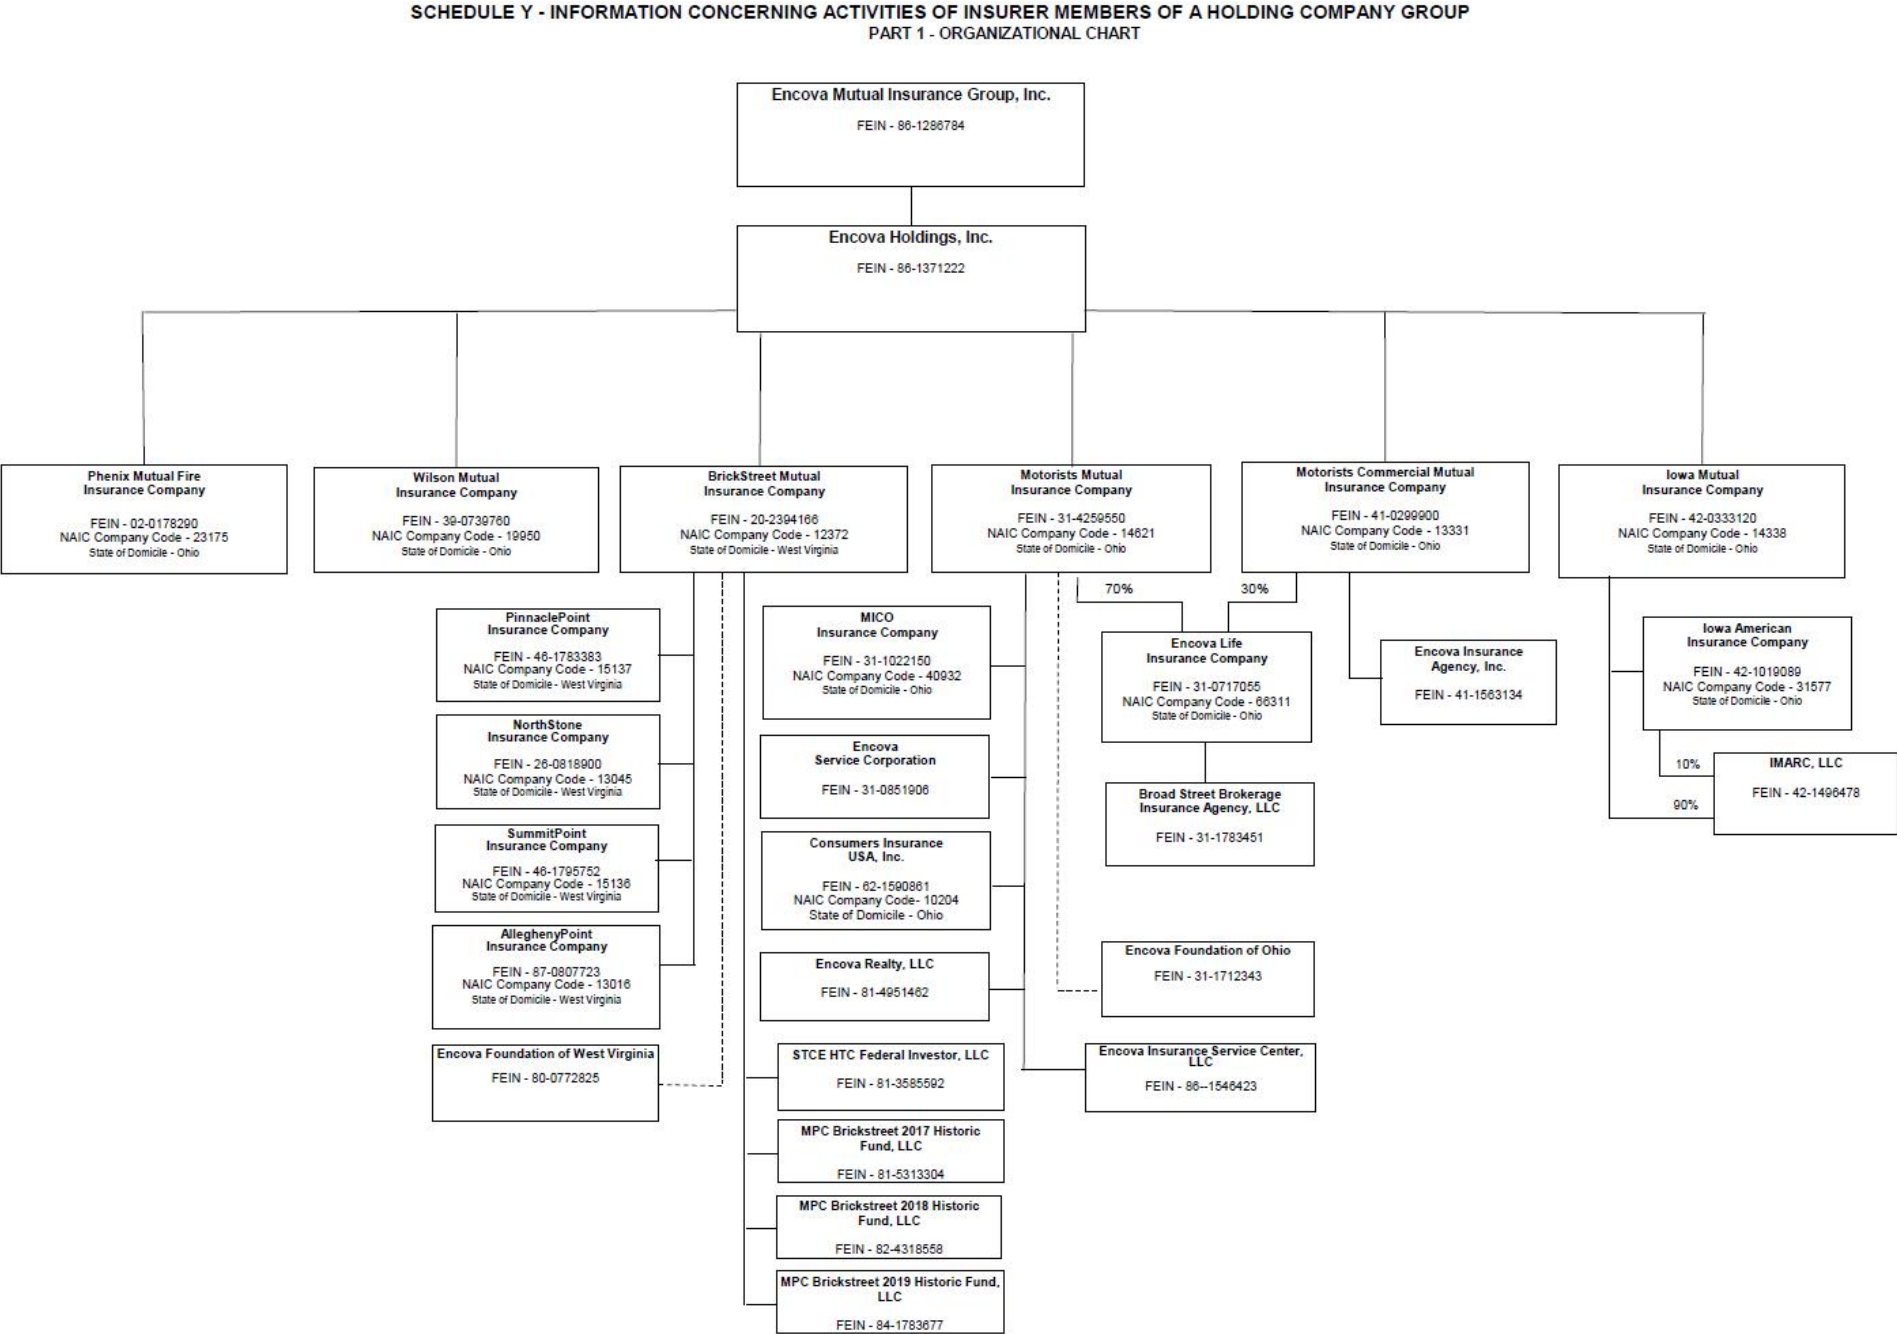 SCHEDULE Y - INFORMATION CONCERNING ACTIVITIES OF INSURER MEMBERS OF A HOLDING COMPANY GROUP
PART 1 - ORGANIZATIONAL CHART
Encova Mutual Insurance Group, Inc.
FEIN - 86-1286784
Encova Holdings, Inc.
FEIN - 86-1371222
Phenix Mutual Fire
Insurance Company
FEIN - 02-0178290
NAIC Company Code - 23175
State of Domicile - Ohio
Wilson Mutual
Insurance Company
FEIN - 39-0739760
NAIC Company Code - 19950
State of Domicile - Ohio
BrickStreet Mutual
Insurance Company
FEIN - 20-2394166
NAIC Company Code - 12372
State of Domicile - West Virginia
Motorists Mutual
Insurance Company
FEIN - 31-4259550
NAIC Company Code - 14621
State of Domicile - Ohio
Motorists Commercial Mutual
Insurance Company
FEIN - 41-0299900
NAIC Company Code - 13331
State of Domicile - Ohio
Iowa Mutual
Insurance Company
FEIN - 42-0333120
NAIC Company Code - 14338
State of Domicile - Ohio
70%
30%
PinnaclePoint
Insurance Company
FEIN - 46-1783383
NAIC Company Code - 15137
State of Domicile - West Virginia
NorthStone
Insurance Company
FEIN - 26-0818900
NAIC Company Code - 13045
State of Domicile - West Virginia
SummitPoint
Insurance Company
FEIN - 46-1795752
NAIC Company Code - 15136
State of Domicile - West Virginia
AlleghenyPoint
Insurance Company
FEIN - 87-0807723
NAIC Company Code - 13016
State of Domicile - West Virginia
Encova Foundation of West Virginia
FEIN - 80-0772825
MICO
Insurance Company
FEIN - 31-1022150
NAIC Company Code - 40932
State of Domicile - Ohio
Encova
Service Corporation
FEIN - 31-0851906
Consumers Insurance
USA, Inc.
FEIN - 62-1590861
NAIC Company Code- 10204
State of Domicile - Ohio
Encova Realty, LLC
FEIN - 81-4951462
STCE HTC Federal Investor, LLC
FEIN - 81-3585592
MPC Brickstreet 2017 Historic
Fund, LLC
FEIN - 81-5313304
MPC Brickstreet 2018 Historic
Fund, LLC
FEIN - 82-4318558
MPC Brickstreet 2019 Historic Fund,
LLC
FEIN - 84-1783677
Encova Life
Insurance Company
FEIN - 31-0717055
NAIC Company Code - 66311
State of Domicile - Ohio
Broad Street Brokerage
Insurance Agency, LLC
FEIN - 31-1783451
Encova Foundation of Ohio
FEIN - 31-1712343
Encova Insurance Service Center,
LLC
FEIN - 86--1546423
Encova Insurance
Agency, Inc.
FEIN - 41-1563134
Iowa American
Insurance Company
FEIN - 42-1019089
NAIC Company Code - 31577
State of Domicile - Ohio
10%
90%
IMARC, LLC
FEIN - 42-1496478